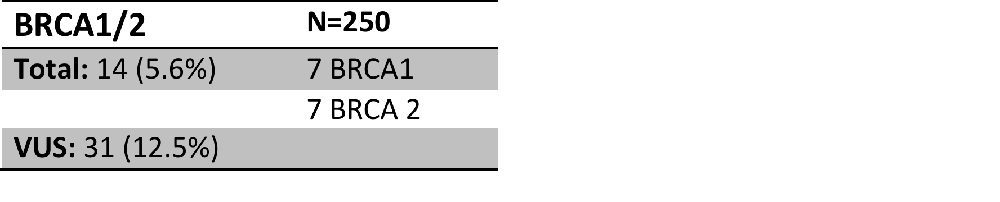 BRCA1/2 N=250
Total: 14 (5.6%) 7 BRCA1
7 BRCA 2
VUS: 31 (12.5%)